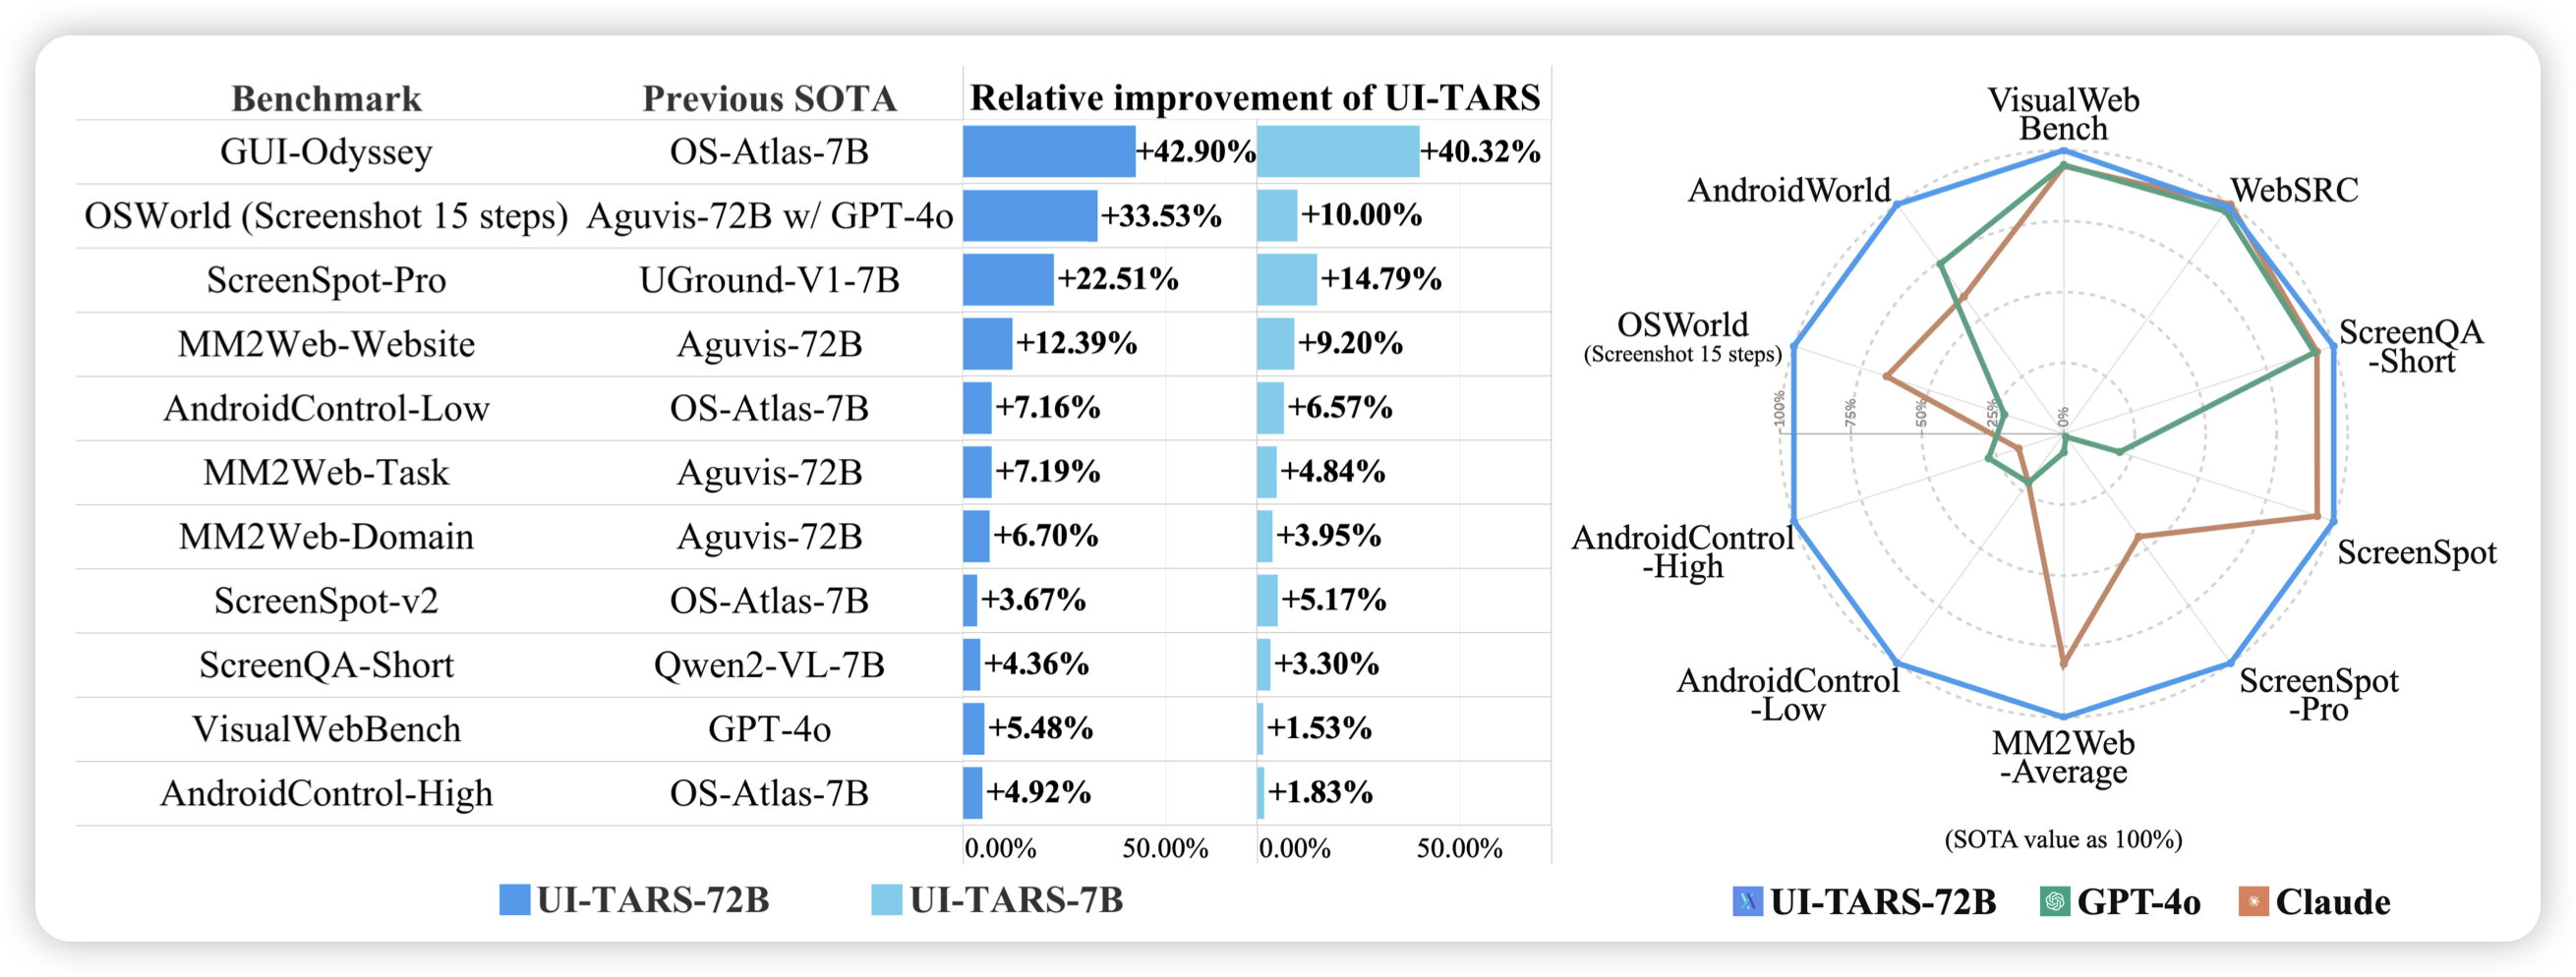 Benchmark Previous SOTA Relative improvement of UI-TARS
GUI-Odyssey OS-Atlas-7B +42.90% +40.32%
OSWorld (Screenshot 15 steps) Aguvis-72B w/ GPT-4o +33.53% +10.00%
ScreenSpot-Pro UGround-V1-7B +22.51% +14.79%
MM2Web-Website Aguvis-72B +12.39% +9.20%
AndroidControl-Low OS-Atlas-7B +7.16% +6.57%
MM2Web-Task Aguvis-72B +7.19% +4.84%
MM2Web-Domain Aguvis-72B +6.70% +3.95%
ScreenSpot-v2 OS-Atlas-7B +3.67% +5.17%
ScreenQA-Short Qwen2-VL-7B +4.36% +3.30%
VisualWebBench GPT-4o +5.48% +1.53%
AndroidControl-High OS-Atlas-7B +4.92% +1.83%
0.00% 50.00% 0.00% 50.00%
UI-TARS-72B UI-TARS-7B
VisualWeb
Bench
WebSRC
ScreenQA
-Short
ScreenSpot
ScreenSpot
-Pro
MM2Web
-Average
AndroidControl
-Low
AndroidControl
-High
OSWorld
(Screenshot 15 steps)
AndroidWorld
100% 75% 50% 25% 0%
(SOTA value as 100%)
UI-TARS-72B GPT-4o Claude